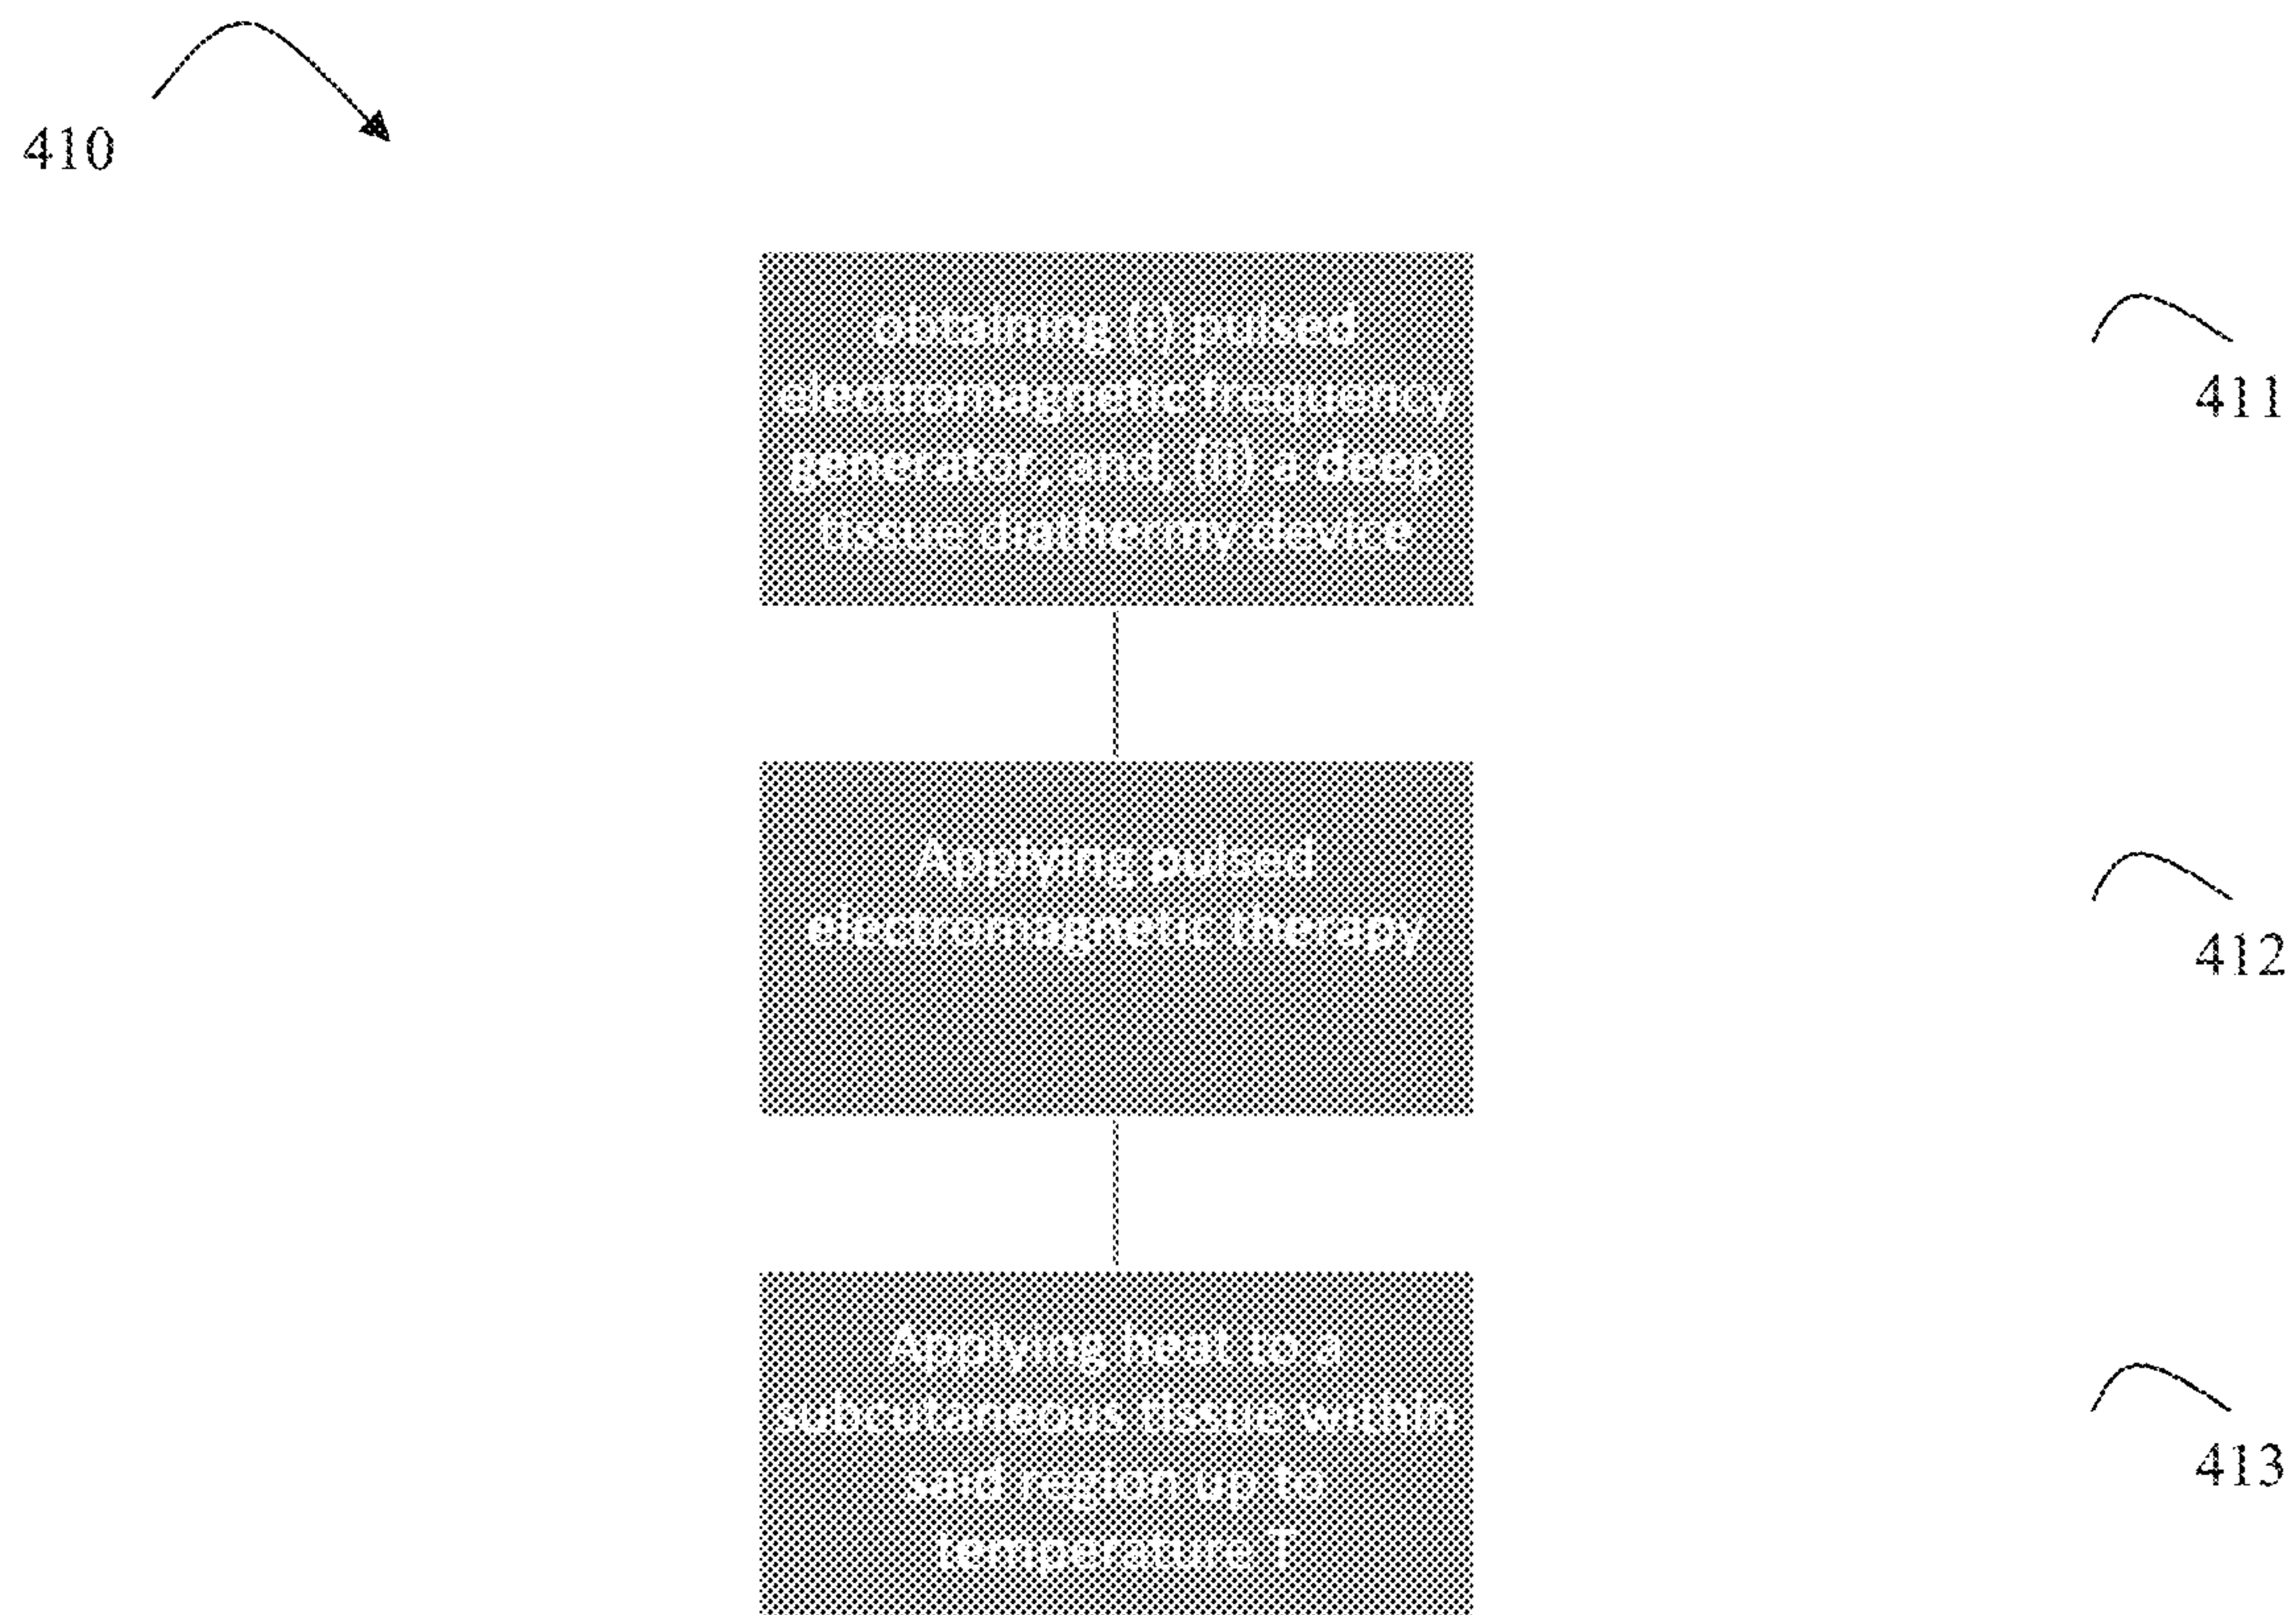 410
obtaining (i) pulsed
electromagnetic frequency
generator, and, (ii) a deep
tissue diathermy device
411
Applying pulsed
electromagnetic therapy
412
Applying heat to a
subcutaneous tissue within
said region up to
temperature T
413